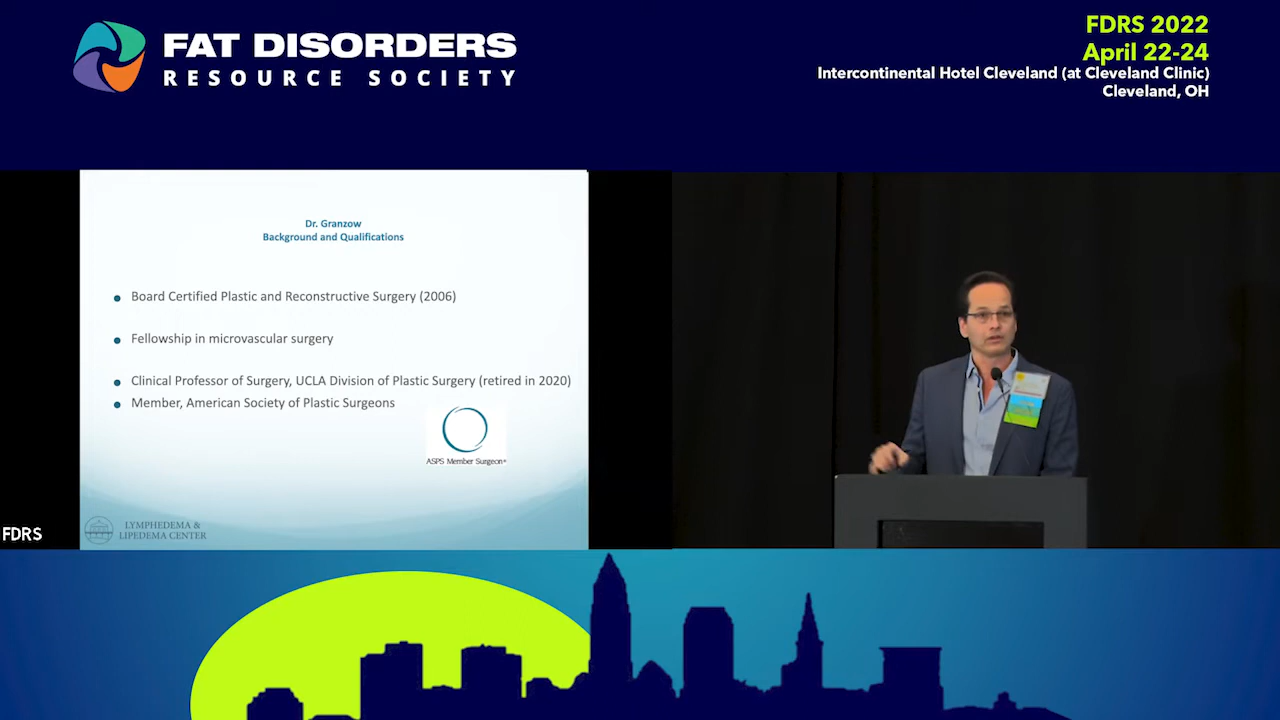 FAT DISORDERS
RESOURCE SOCIETY
FDRS 2022
April 22-24
Intercontinental Hotel Cleveland (at Cleveland Clinic)
Cleveland, OH
Dr. Granzow
Background and Qualifications
Board Certified Plastic and Reconstructive Surgery (2006)
Fellowship in microvascular surgery
Clinical Professor of Surgery, UCLA Division of Plastic Surgery (retired in 2020)
Member, American Society of Plastic Surgeons
ASPS Member Surgeon®
LYMPHEDEMA &
LIPEDEMA CENTER
FDRS